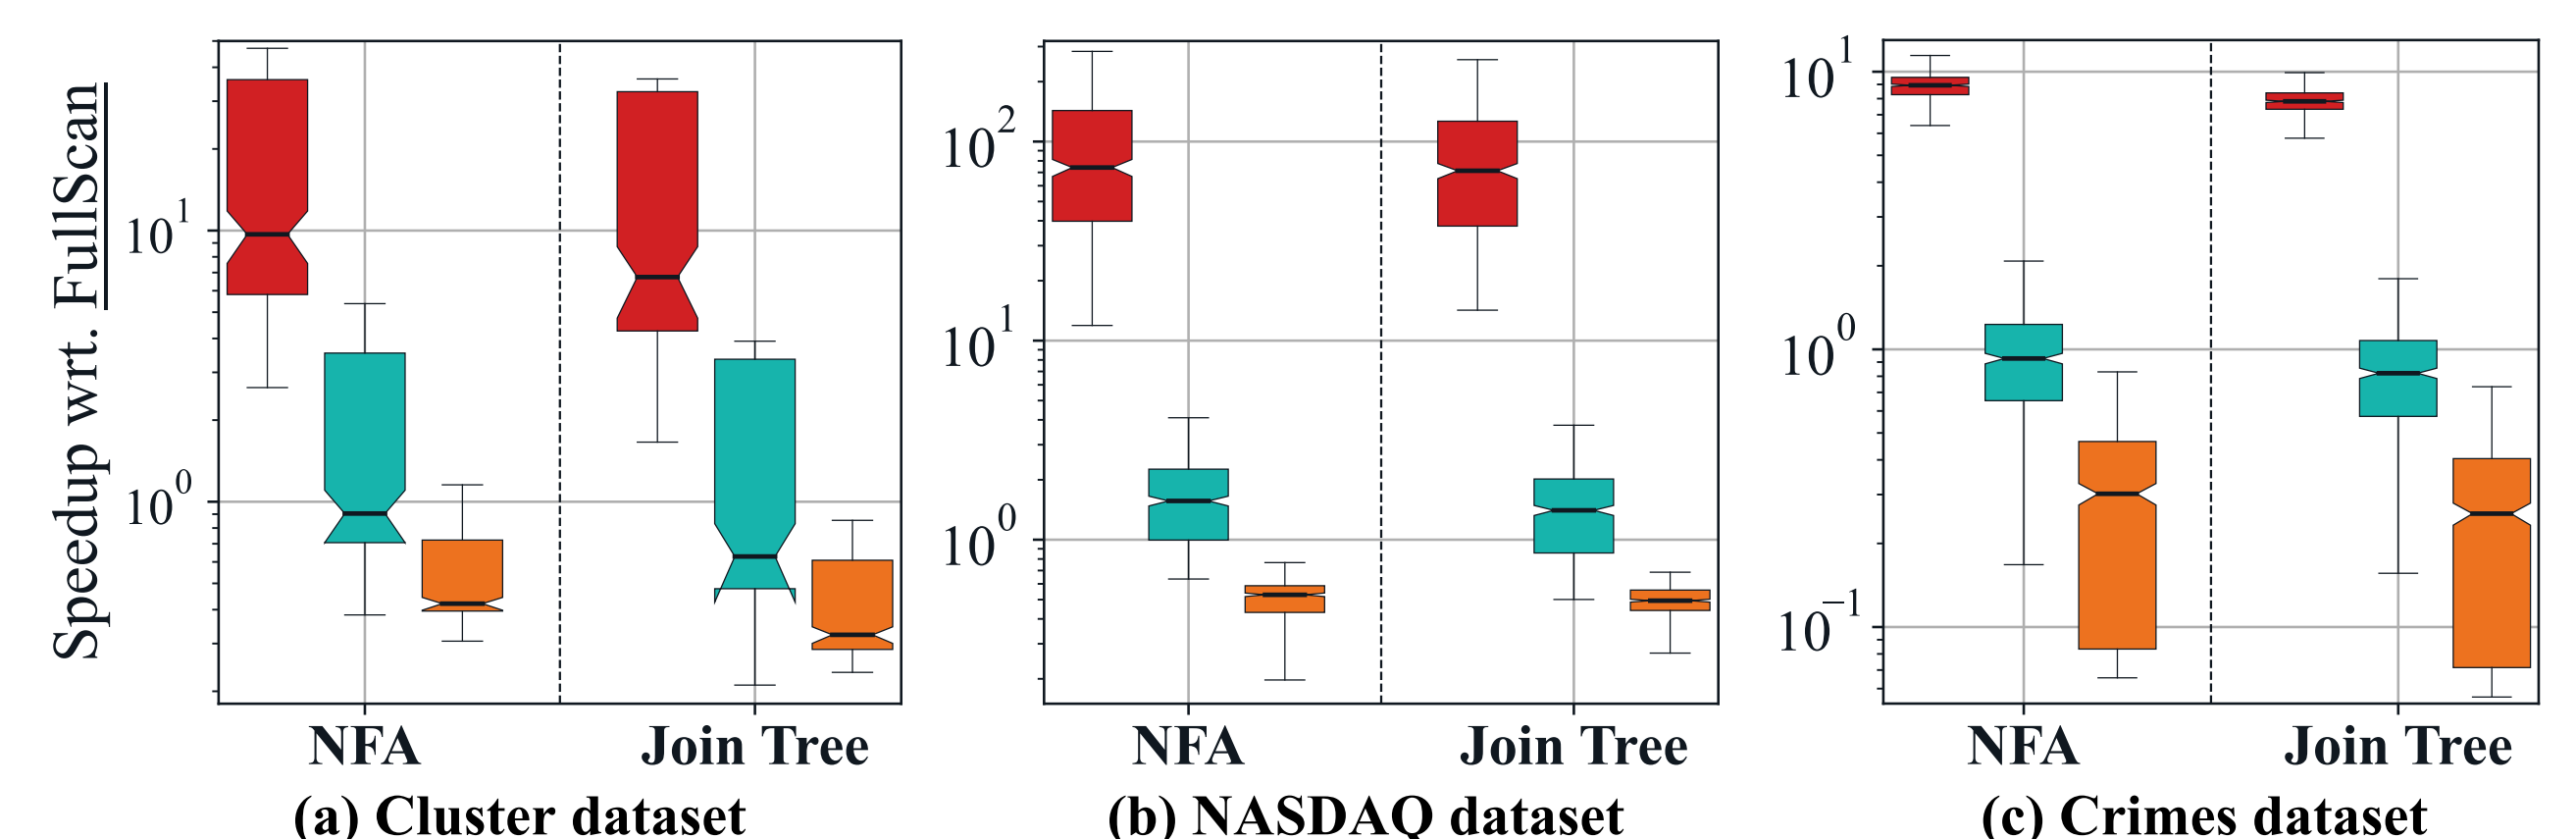 Speedup wrt. FullScan
10^1
10^0
NFA
Join Tree
(a) Cluster dataset
10^2
10^1
10^0
NFA
Join Tree
(b) NASDAQ dataset
10^1
10^0
10^−1
NFA
Join Tree
(c) Crimes dataset